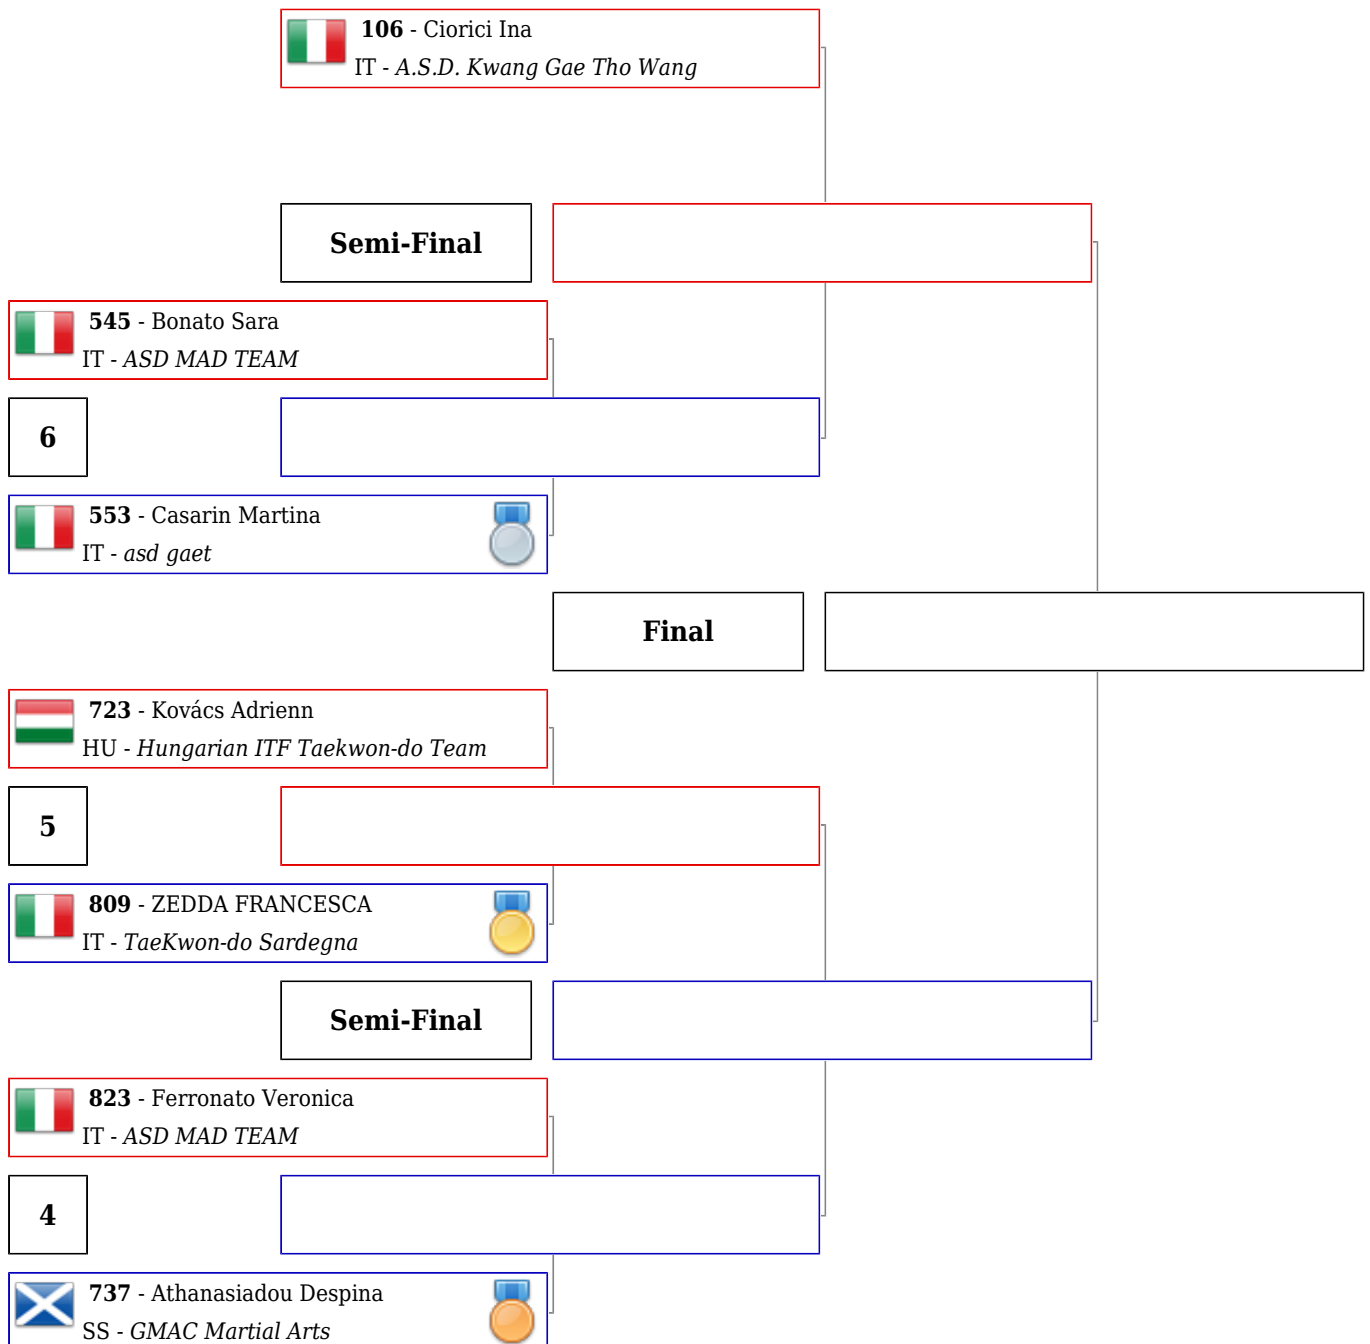 106 - Ciorici Ina
IT - A.S.D. Kwang Gae Tho Wang
Semi-Final
545 - Bonato Sara
IT - ASD MAD TEAM
6
553 - Casarin Martina
IT - asd gaet
Final
723 - Kovács Adrienn
HU - Hungarian ITF Taekwon-do Team
5
809 - ZEDDA FRANCESCA
IT - TaeKwon-do Sardegna
Semi-Final
823 - Ferronato Veronica
IT - ASD MAD TEAM
4
737 - Athanasiadou Despina
SS - GMAC Martial Arts